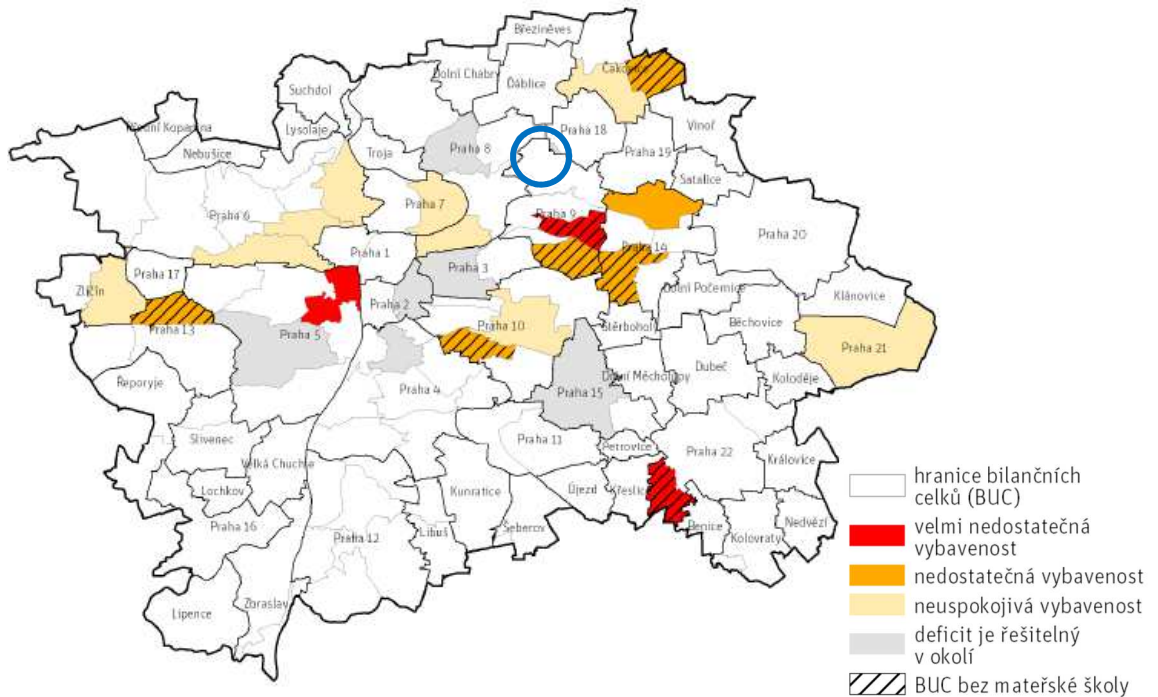 Březiněves
Čakovice
Dolní Chabry
Ďáblice
Suchdol
Vinoř
Praha 18
Lysolaje
Praha 8
Praha 19
Nebušice
Troja
Satalice
Praha 6
Praha 7
Praha 9
Praha 20
Praha 14
Praha 1
Praha 3
Praha 17
Dolní Počernice
Zličín
Klánovice
Praha 2
Praha 10
Štěrboholy
Běchovice
Praha 13
Praha 5
Praha 21
Dubeč
Dolní Měcholupy
Koloděje
Řeporyje
Praha 4
Praha 15
Slivenec
Praha 11
Petrovice
Praha 22
Královice
Velká Chuchle
Lochkov
Kunratice
Újezd
Křeslice
Praha 16
Šeberov
Benice
Nedvězí
Libuš
Kolovraty
Praha 12
Lipence
Zbraslav
hranice bilančních
celků (BUC)
velmi nedostatečná
vybavenost
nedostatečná vybavenost
neuspokojivá vybavenost
deficit je řešitelný
v okolí
BUC bez mateřské školy